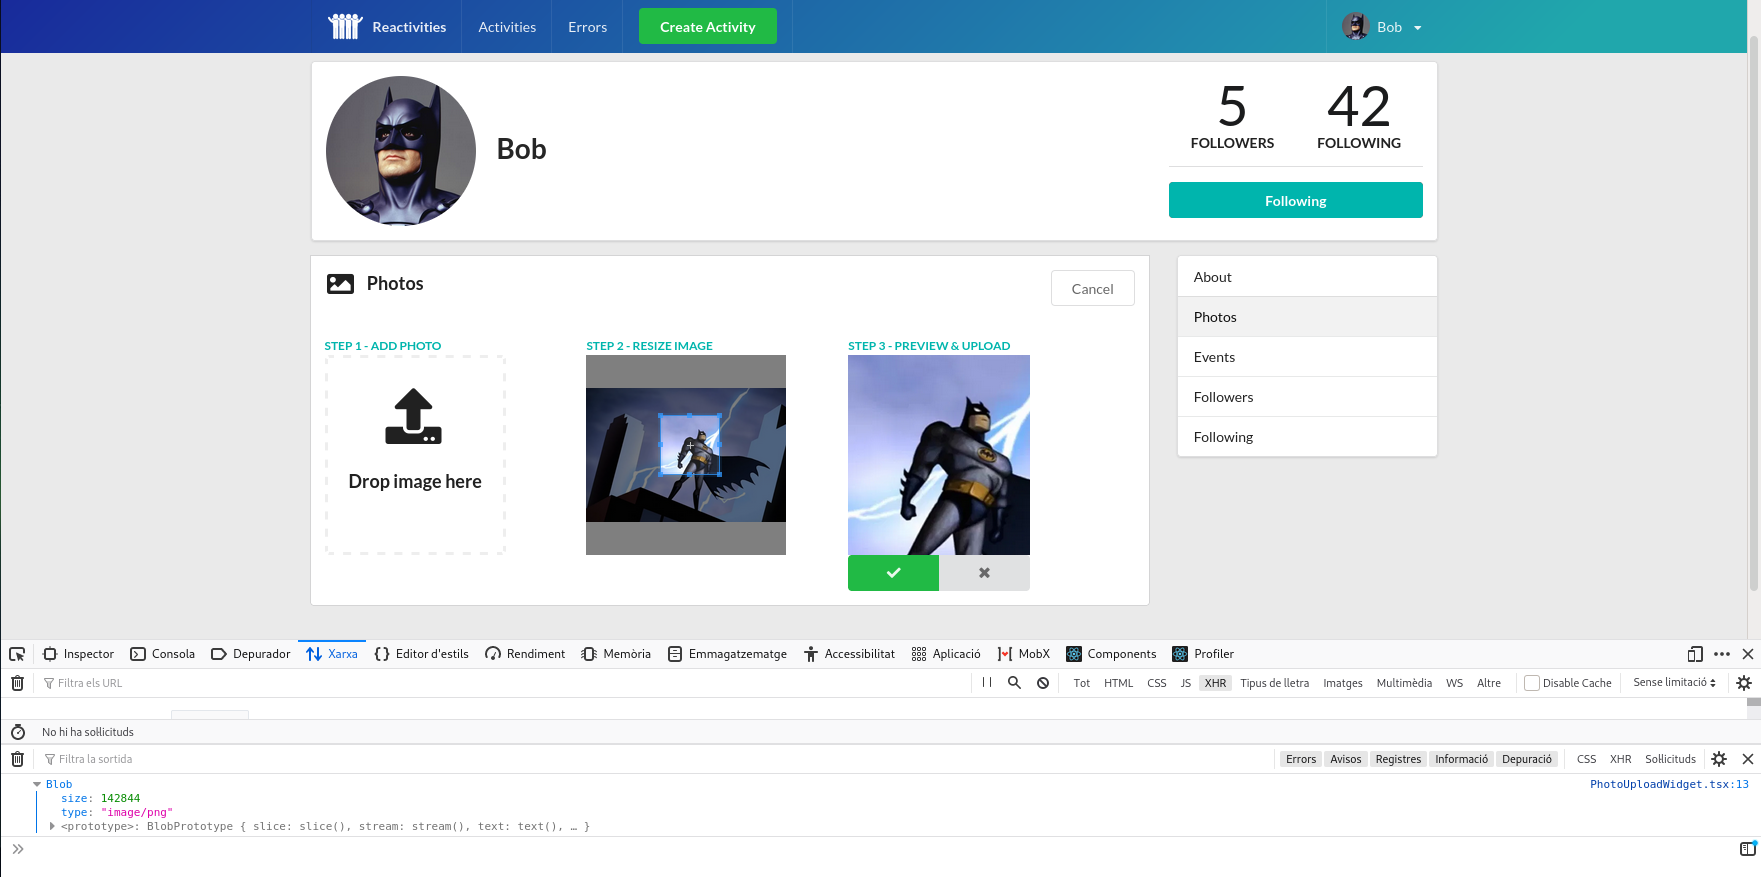 Reactivities Activities Errors Create Activity Bob
Bob
5 42
FOLLOWERS FOLLOWING
Following
Photos
Cancel
STEP 1 - ADD PHOTO
Drop image here
STEP 2 - RESIZE IMAGE
STEP 3 - PREVIEW & UPLOAD
About
Photos
Events
Followers
Following
Inspector Consola Depurador Xarxa Editor d'estils Rendiment Memòria Emmagatzematge Accessibilitat Aplicació MobX Components Profiler
Filtra els URL Tot HTML CSS JS XHR Tipus de lletra Imatges Multimèdia WS Altre Disable Cache Sense limitació
No hi ha sol·licituds
Filtra la sortida Errors Avisos Registres Informació Depuració CSS XHR Sol·licituds
Blob PhotoUploadWidget.tsx:13
size: 142844
type: "image/png"
<prototype>: BlobPrototype { slice: slice(), stream: stream(), text: text(), … }